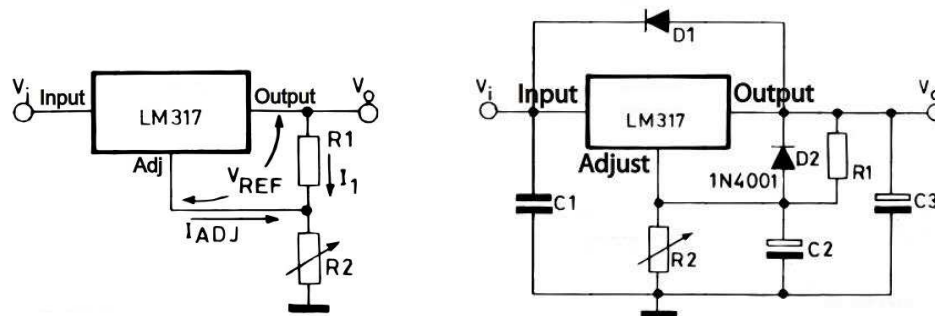 Vi
Input
LM317
Output
Vo
Adj
VREF
R1
I1
IADJ
R2
D1
Vi
Input
LM317
Output
Adjust
D2
1N4001
R1
C1
C3
R2
C2